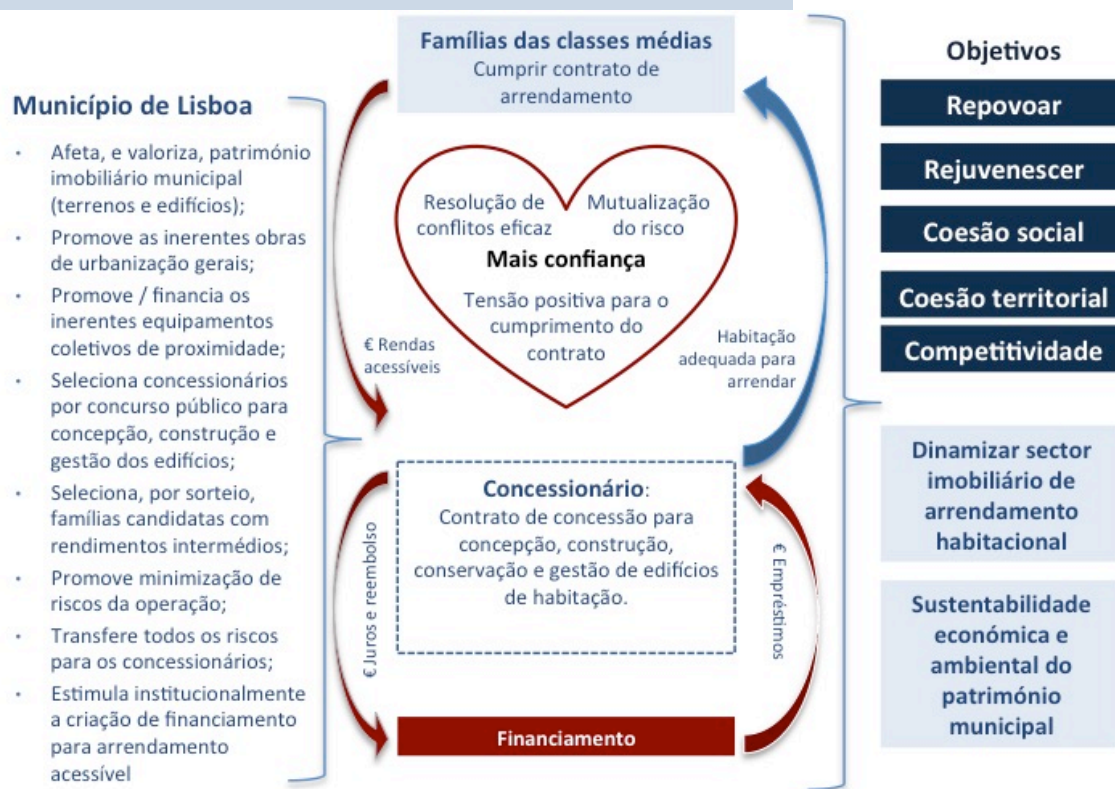 Município de Lisboa
• Afeta, e valoriza, património
imobiliário municipal
(terrenos e edifícios);
• Promove as inerentes obras
de urbanização gerais;
• Promove / financia os
inerentes equipamentos
coletivos de proximidade;
• Seleciona concessionários
por concurso público para
concepção, construção e
gestão dos edifícios;
• Seleciona, por sorteio,
famílias candidatas com
rendimentos intermédios;
• Promove minimização de
riscos da operação;
• Transfere todos os riscos
para os concessionários;
• Estimula institucionalmente
a criação de financiamento
para arrendamento
acessível
Famílias das classes médias
Cumprir contrato de
arrendamento
Resolução de
conflitos eficaz
Mutualização
do risco
Mais confiança
Tensão positiva para o
cumprimento do
contrato
€ Rendas
acessíveis
Habitação
adequada para
arrendar
Concessionário:
Contrato de concessão para
concepção, construção,
conservação e gestão de edifícios
de habitação.
€ Juros e reembolso
€ Empréstimos
Financiamento
Objetivos
Repovoar
Rejuvenescer
Coesão social
Coesão territorial
Competitividade
Dinamizar sector
imobiliário de
arrendamento
habitacional
Sustentabilidade
económica e
ambiental do
património
municipal